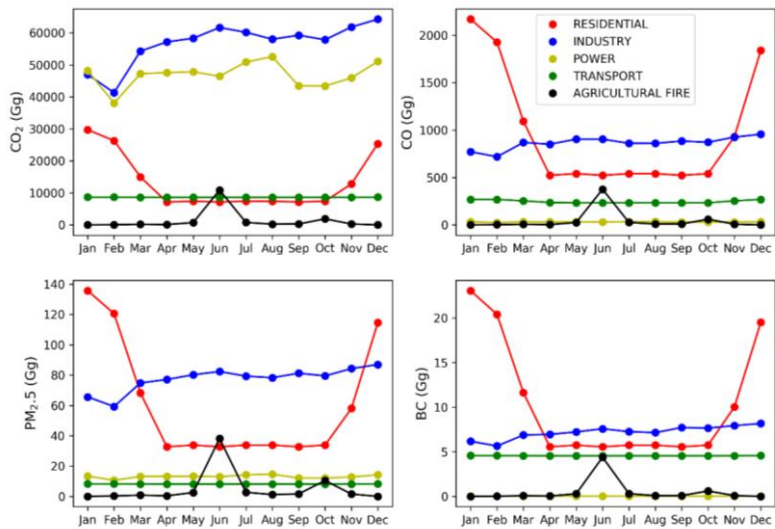 CO₂ (Gg)
60000
50000
40000
30000
20000
10000
0
Jan Feb Mar Apr May Jun Jul Aug Sep Oct Nov Dec
CO (Gg)
2000
1500
1000
500
0
RESIDENTIAL
INDUSTRY
POWER
TRANSPORT
AGRICULTURAL FIRE
Jan Feb Mar Apr May Jun Jul Aug Sep Oct Nov Dec
PM₂.5 (Gg)
140
120
100
80
60
40
20
0
Jan Feb Mar Apr May Jun Jul Aug Sep Oct Nov Dec
BC (Gg)
20
15
10
5
0
Jan Feb Mar Apr May Jun Jul Aug Sep Oct Nov Dec